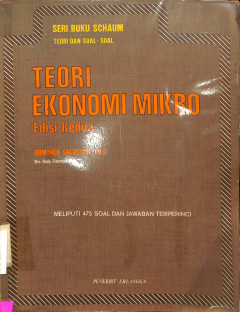 SERI BUKU SCHAUM
TEORI DAN SOAL-SOAL
TEORI
EKONOMI MIKRO
Edisi Kedua
MELIPUTI 475 SOAL DAN JAWABAN TERPERINCI
PENERBIT ERLANGGA